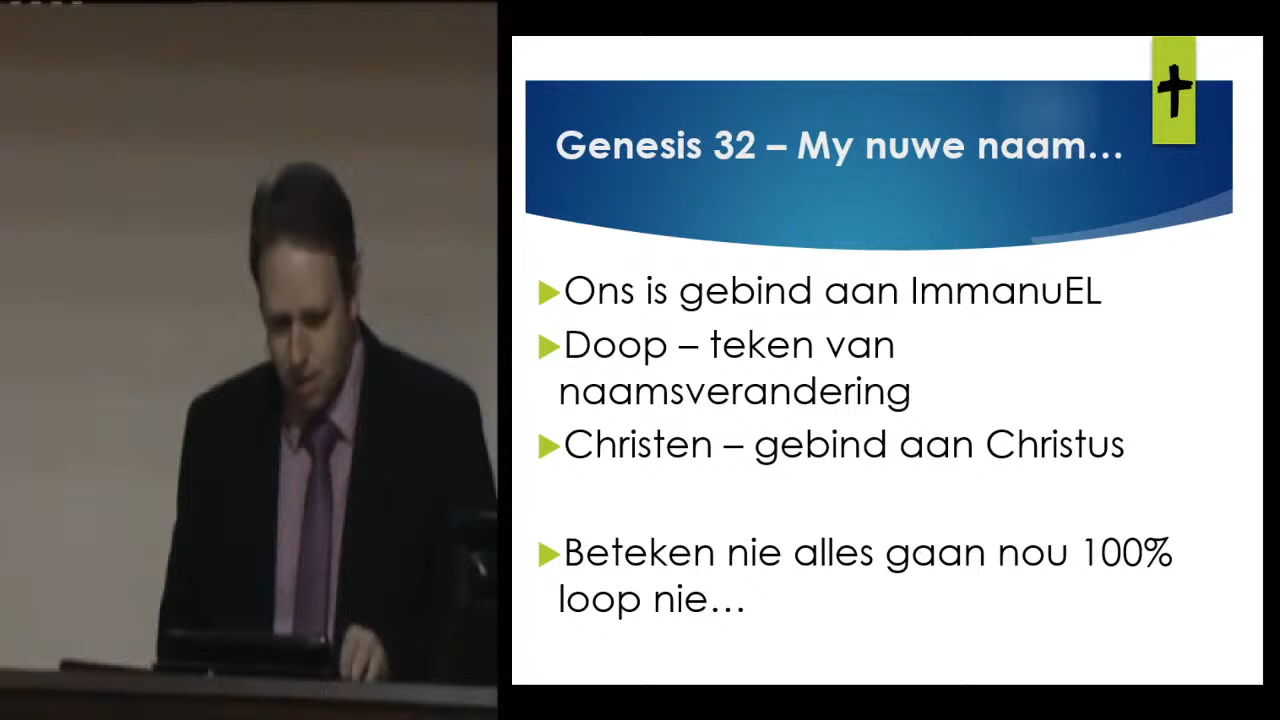 Genesis 32 – My nuwe naam...
Ons is gebind aan ImmanuEL
Doop – teken van
naamsverandering
Christen – gebind aan Christus
Beteken nie alles gaan nou 100%
loop nie...